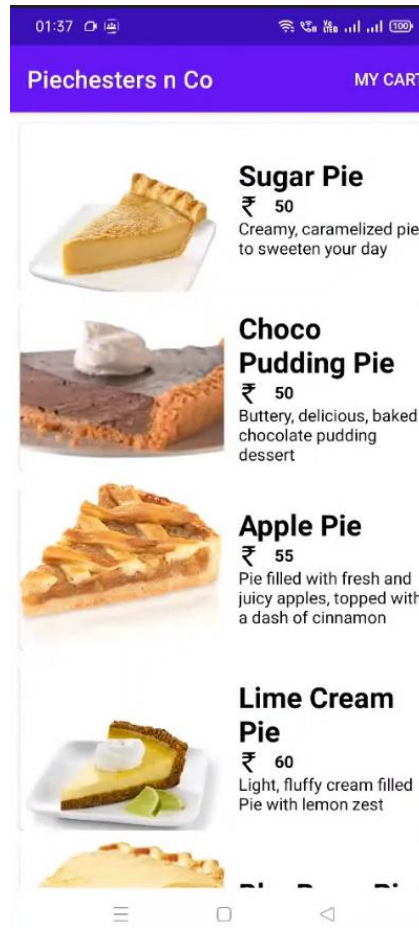 01:37
100
Piechesters n Co
MY CART
Sugar Pie
₹ 50
Creamy, caramelized pie
to sweeten your day
Choco
Pudding Pie
₹ 50
Buttery, delicious, baked
chocolate pudding
dessert
Apple Pie
₹ 55
Pie filled with fresh and
juicy apples, topped with
a dash of cinnamon
Lime Cream
Pie
₹ 60
Light, fluffy cream filled
Pie with lemon zest